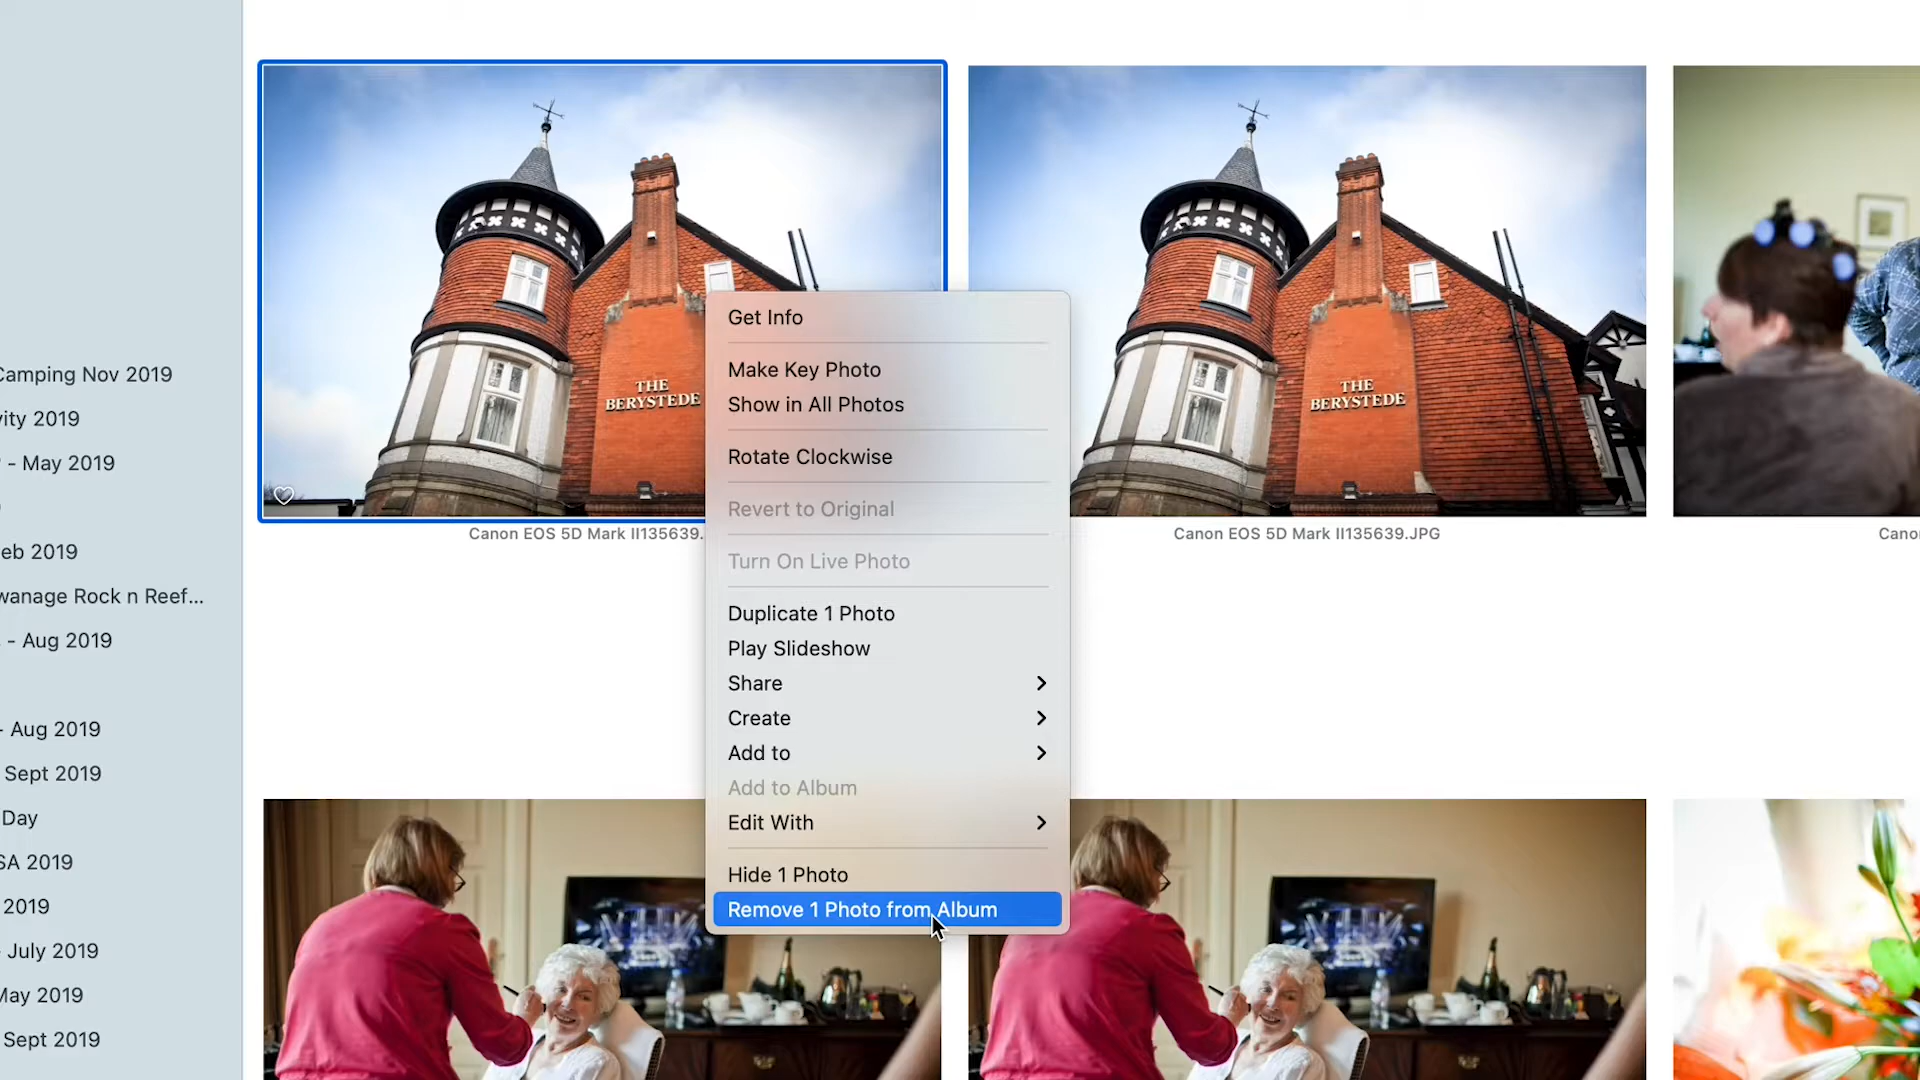 Camping Nov 2019
vity 2019
- May 2019
eb 2019
wanage Rock n Reef...
- Aug 2019
- Aug 2019
Sept 2019
Day
SA 2019
2019
- July 2019
May 2019
Sept 2019
THE
BERYSTEDE
Canon EOS 5D Mark II135639.
THE
BERYSTEDE
Canon EOS 5D Mark II135639.JPG
Cano
Get Info
Make Key Photo
Show in All Photos
Rotate Clockwise
Revert to Original
Turn On Live Photo
Duplicate 1 Photo
Play Slideshow
Share
Create
Add to
Add to Album
Edit With
Hide 1 Photo
Remove 1 Photo from Album